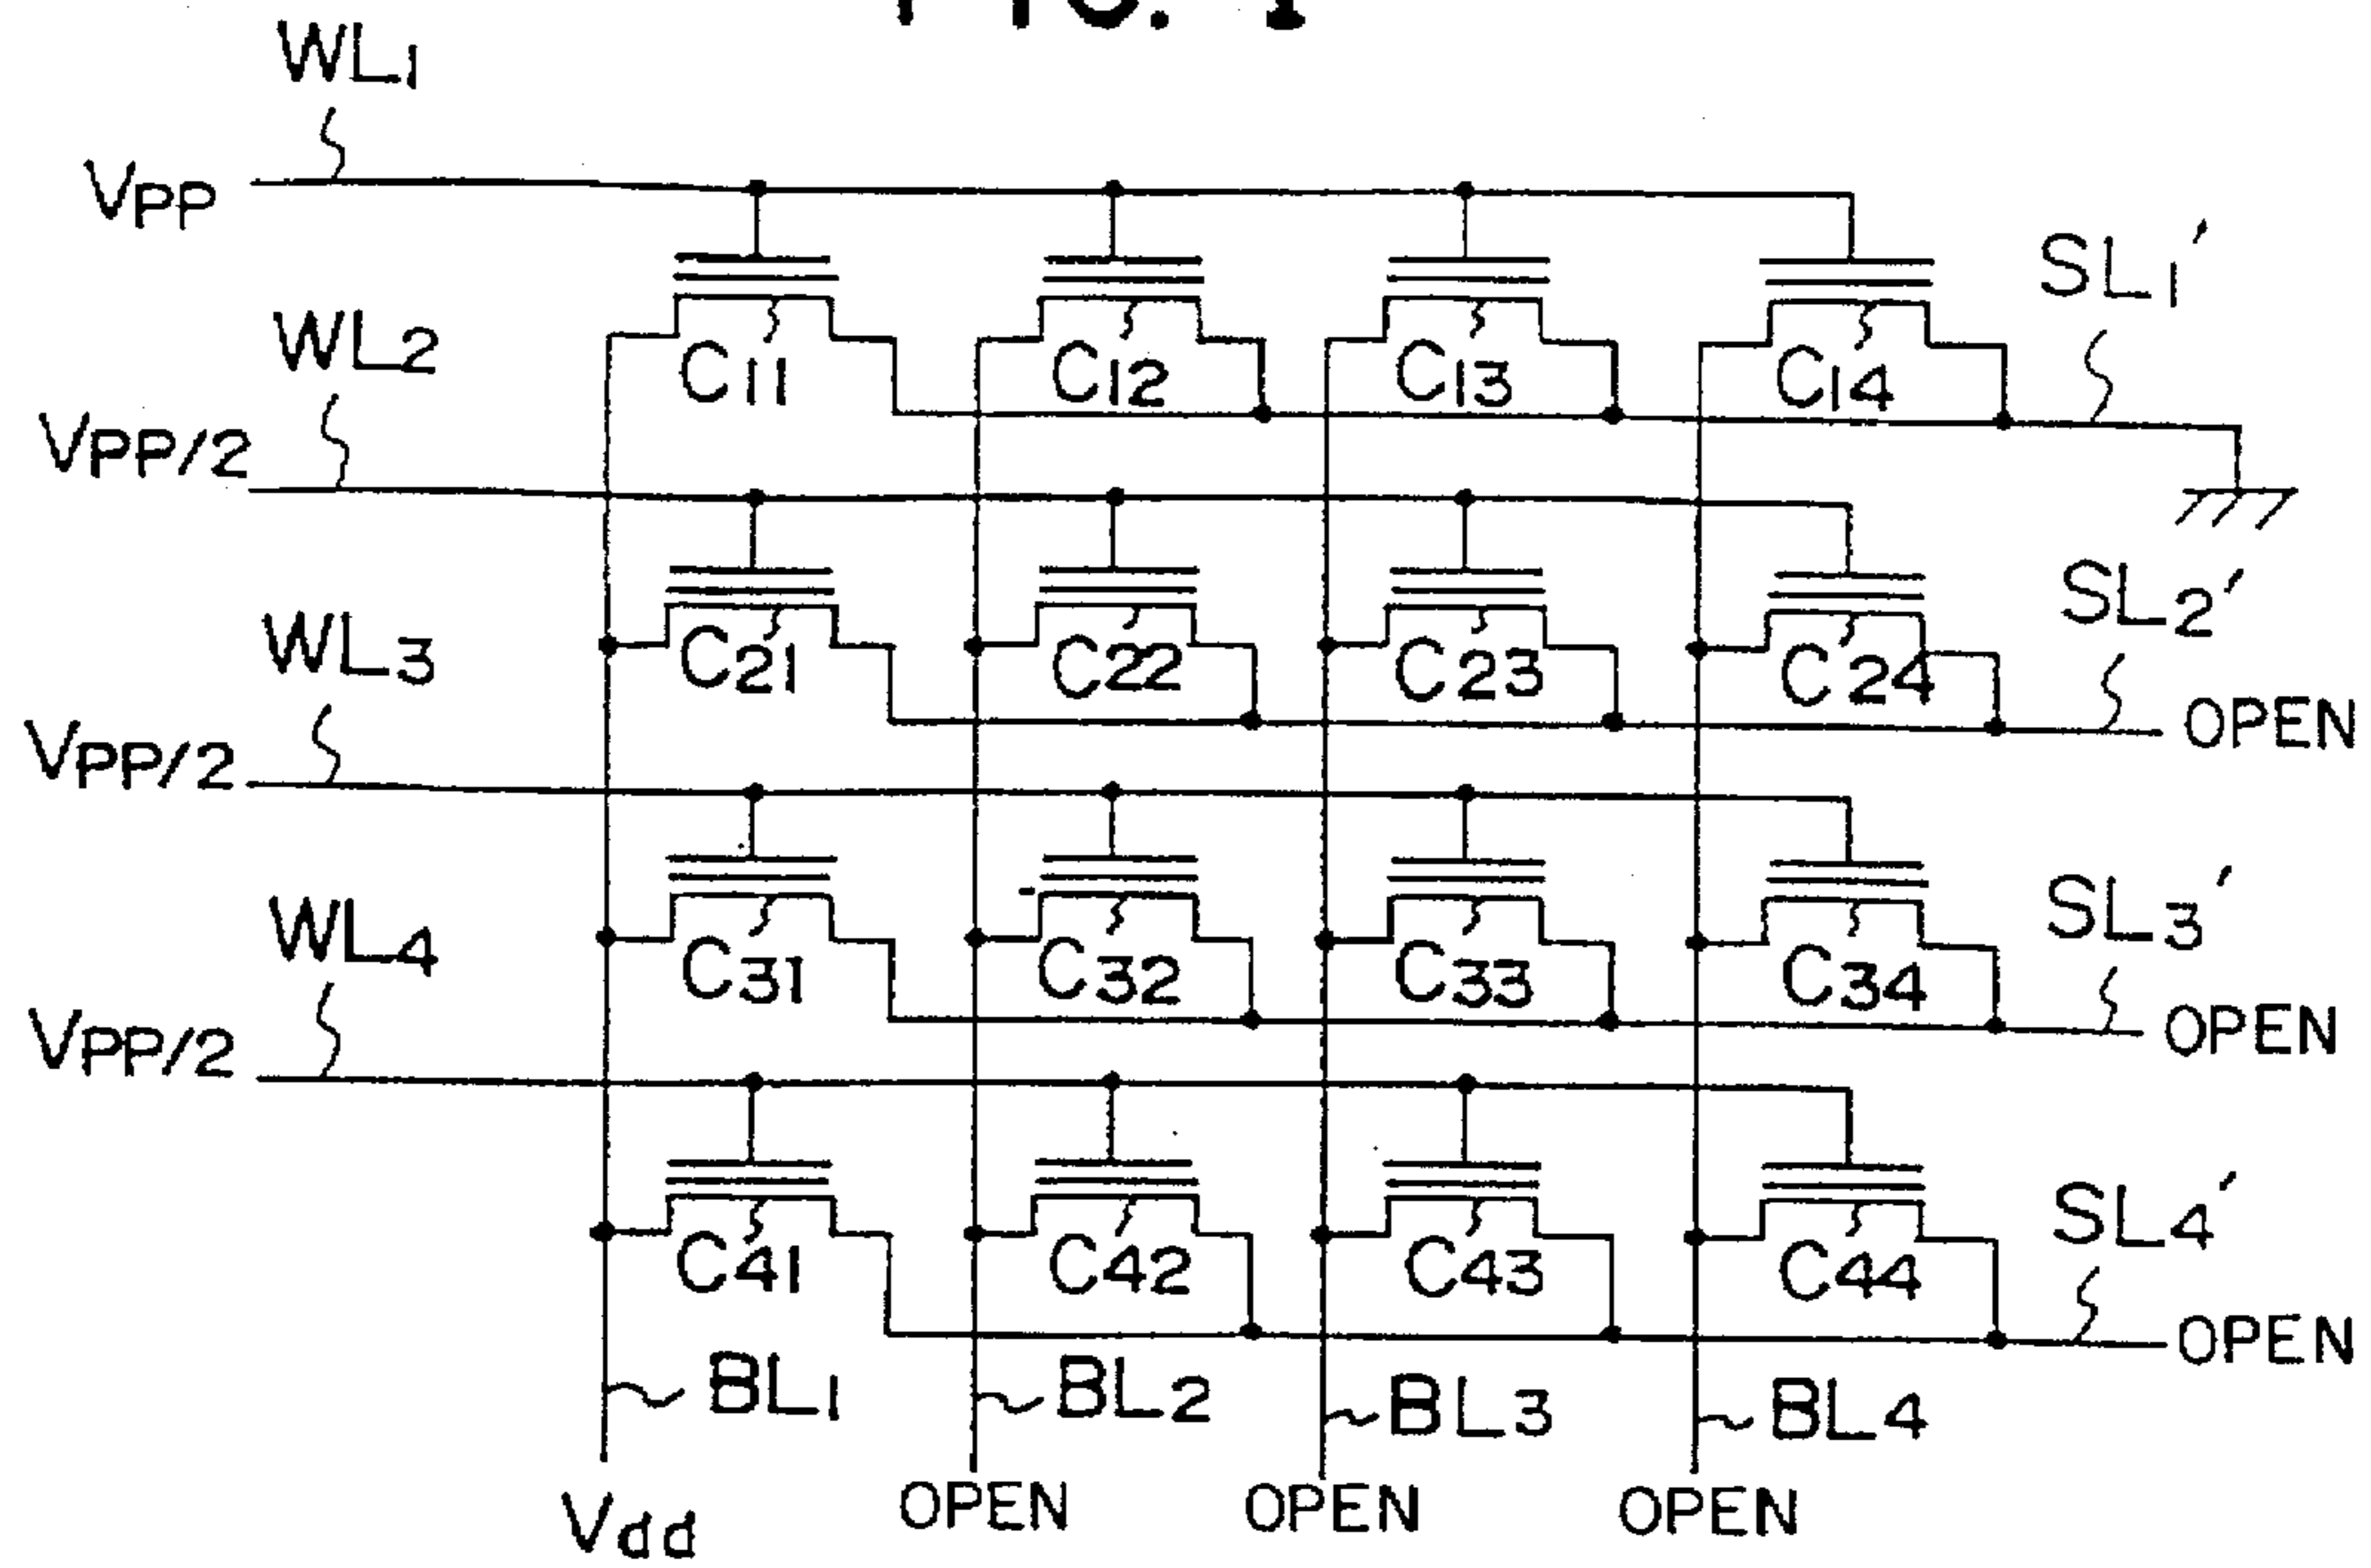 WL1
VPP
SL1'
C11 C12 C13 C14
WL2
VPP/2
SL2'
C21 C22 C23 C24
OPEN
WL3
VPP/2
SL3'
C31 C32 C33 C34
OPEN
WL4
VPP/2
SL4'
C41 C42 C43 C44
OPEN
BL1 BL2 BL3 BL4
Vdd OPEN OPEN OPEN